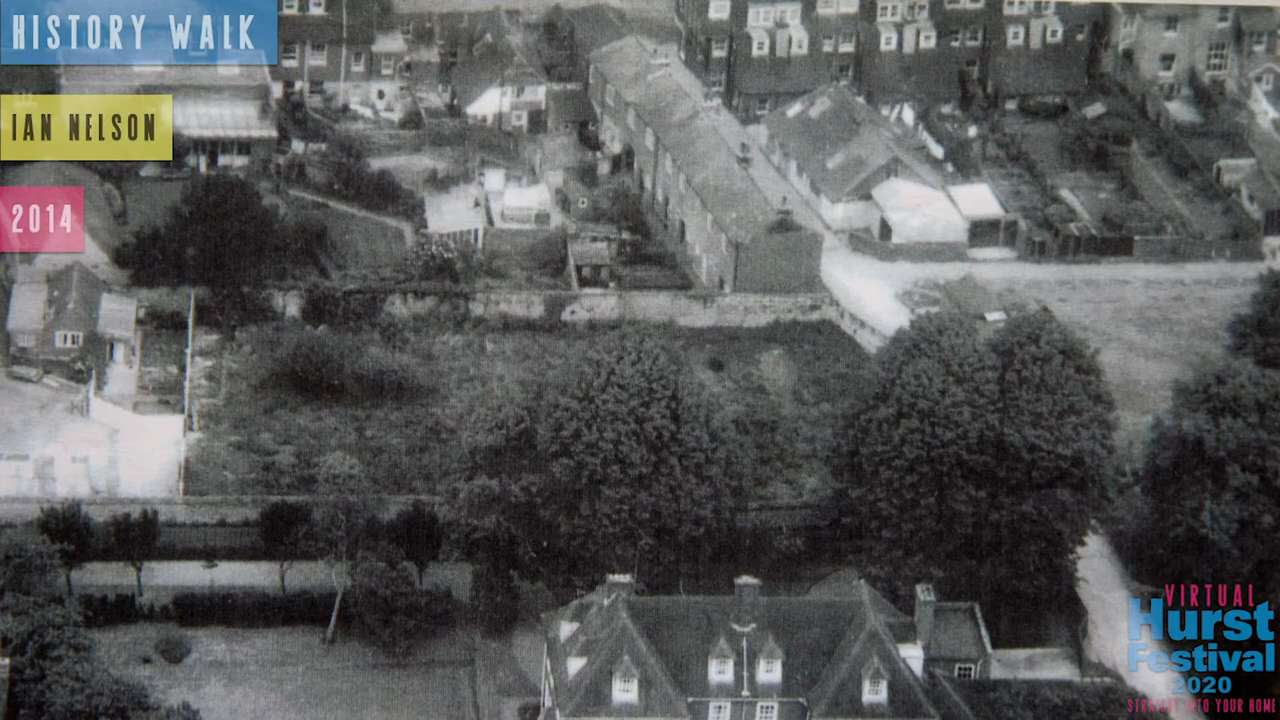 HISTORY WALK
IAN NELSON
2014
VIRTUAL
Hurst
Festival
2020
STRAIGHT INTO YOUR HOME